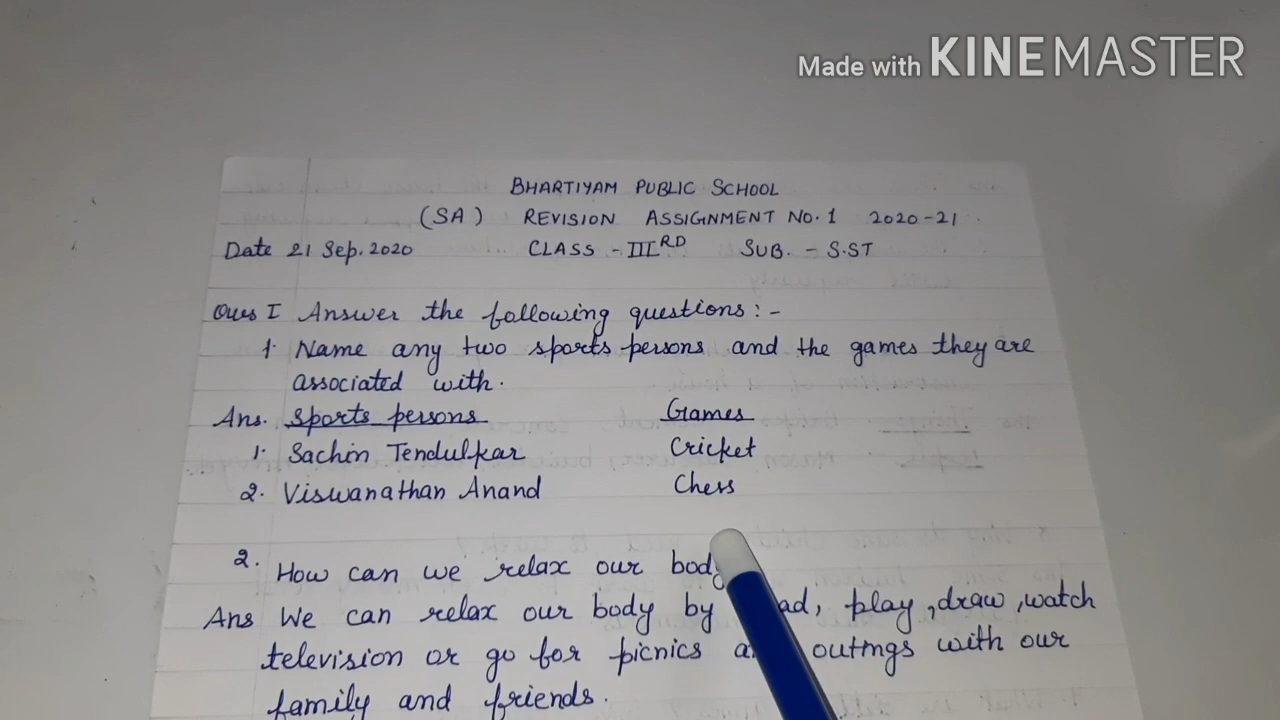 Made with KINEMASTER
BHARTIYAM PUBLIC SCHOOL
(SA) REVISION ASSIGNMENT NO. 1 2020-21.
Date 21 Sep. 2020 CLASS - III RD SUB. - S.ST
Ques I Answer the following questions :-
1. Name any two sports persons and the games they are
associated with.
Ans. Sports persons Games
1. Sachin Tendulkar Cricket
2. Viswanathan Anand Chess
2. How can we relax our body
Ans We can relax our body by play, draw, watch
television or go for picnics outings with our
family and friends.